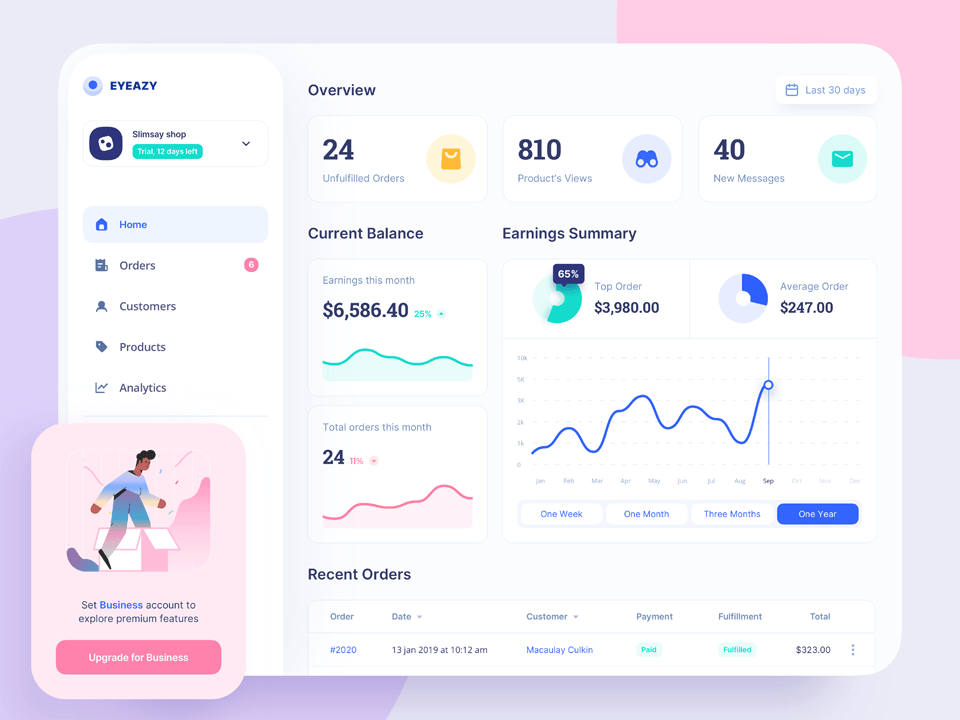 EYEAZY
Slimsay shop
Trial, 12 days left
Home
Orders
6
Customers
Products
Analytics
Set Business account to
explore premium features
Upgrade for Business
Overview
Last 30 days
24
Unfulfilled Orders
810
Product's Views
40
New Messages
Current Balance
Earnings this month
$6,586.40 25%
Total orders this month
24 11%
Earnings Summary
65%
Top Order
$3,980.00
Average Order
$247.00
10k
5K
3K
2k
1k
0
Jan Feb Mar Apr May Jun Jul Aug Sep Oct Nov Dec
One Week One Month Three Months One Year
Recent Orders
Order Date Customer Payment Fulfillment Total
#2020 13 jan 2019 at 10:12 am Macaulay Culkin Paid Fulfilled $323.00